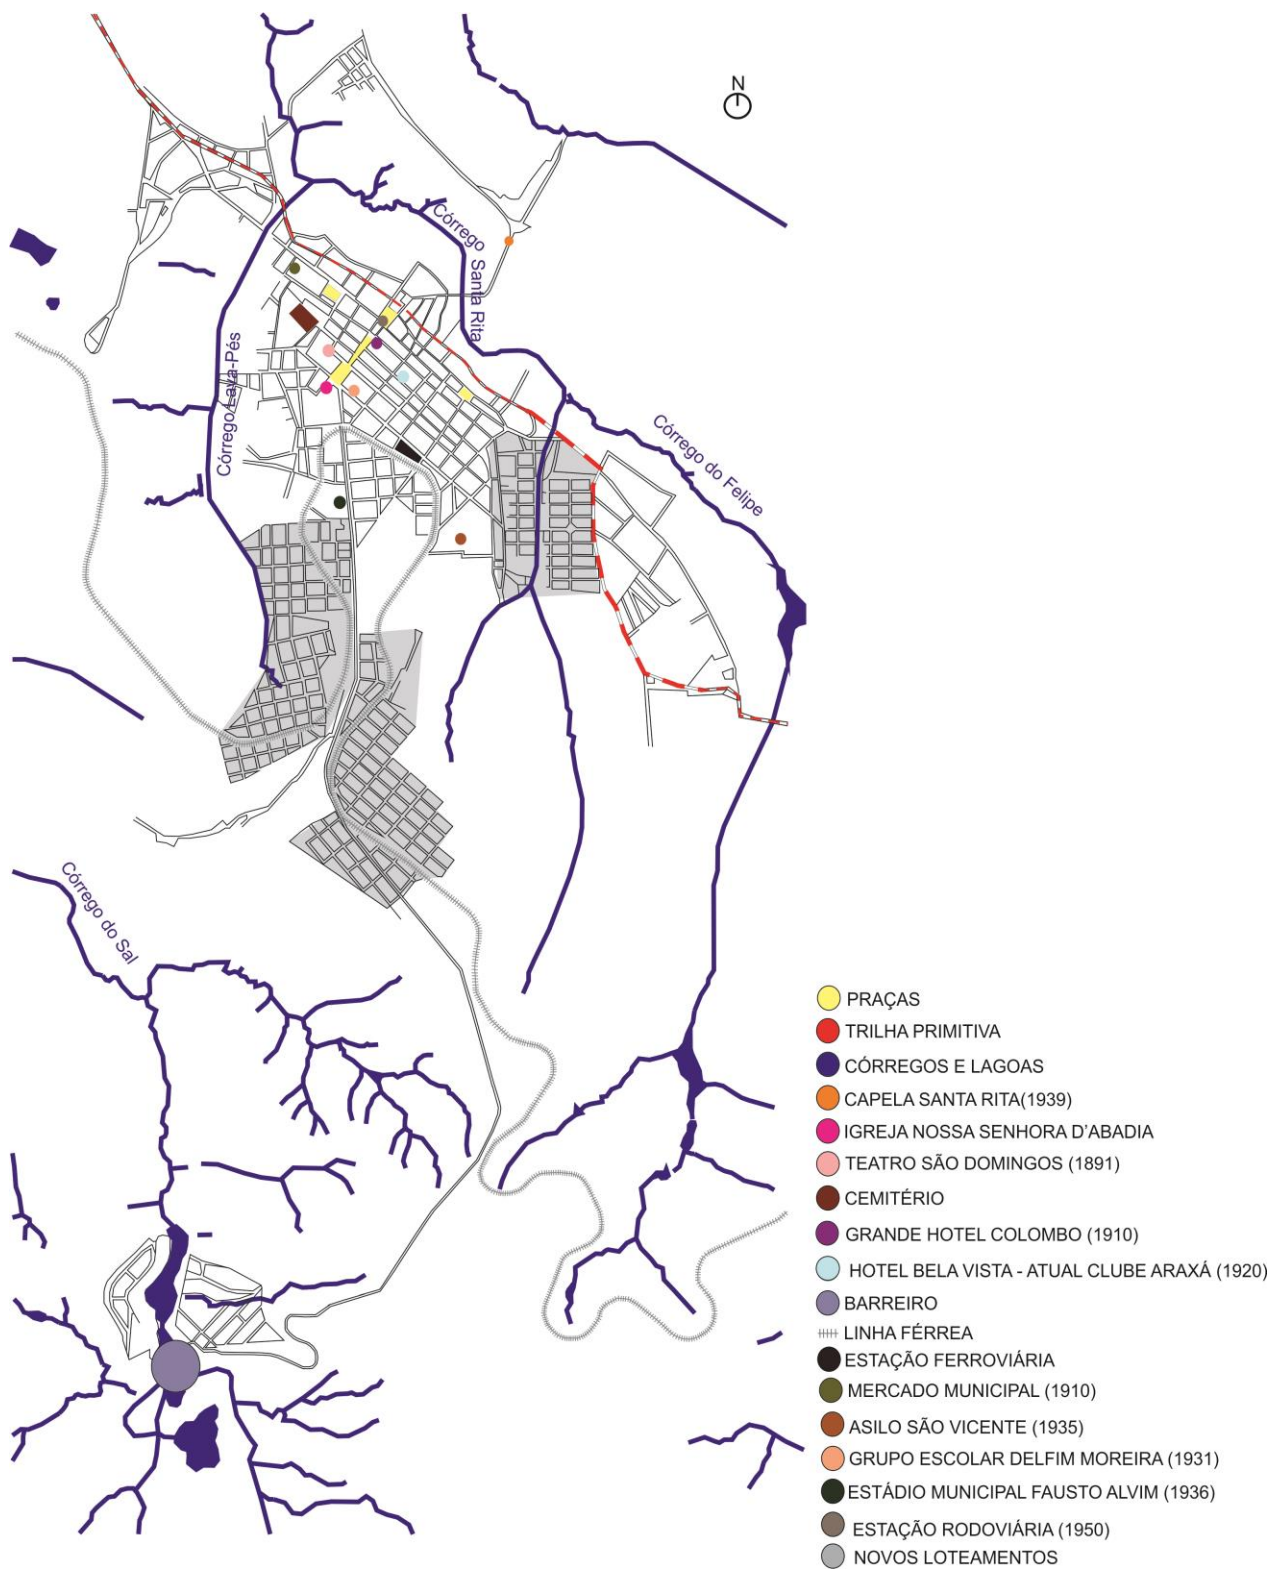 N
Córrego
Santa Rita
Córrego Lava-Pés
Córrego do Felipe
Córrego do Sal
PRAÇAS
TRILHA PRIMITIVA
CÓRREGOS E LAGOAS
CAPELA SANTA RITA(1939)
IGREJA NOSSA SENHORA D'ABADIA
TEATRO SÃO DOMINGOS (1891)
CEMITÉRIO
GRANDE HOTEL COLOMBO (1910)
HOTEL BELA VISTA - ATUAL CLUBE ARAXÁ (1920)
BARREIRO
LINHA FÉRREA
ESTAÇÃO FERROVIÁRIA
MERCADO MUNICIPAL (1910)
ASILO SÃO VICENTE (1935)
GRUPO ESCOLAR DELFIM MOREIRA (1931)
ESTÁDIO MUNICIPAL FAUSTO ALVIM (1936)
ESTAÇÃO RODOVIÁRIA (1950)
NOVOS LOTEAMENTOS